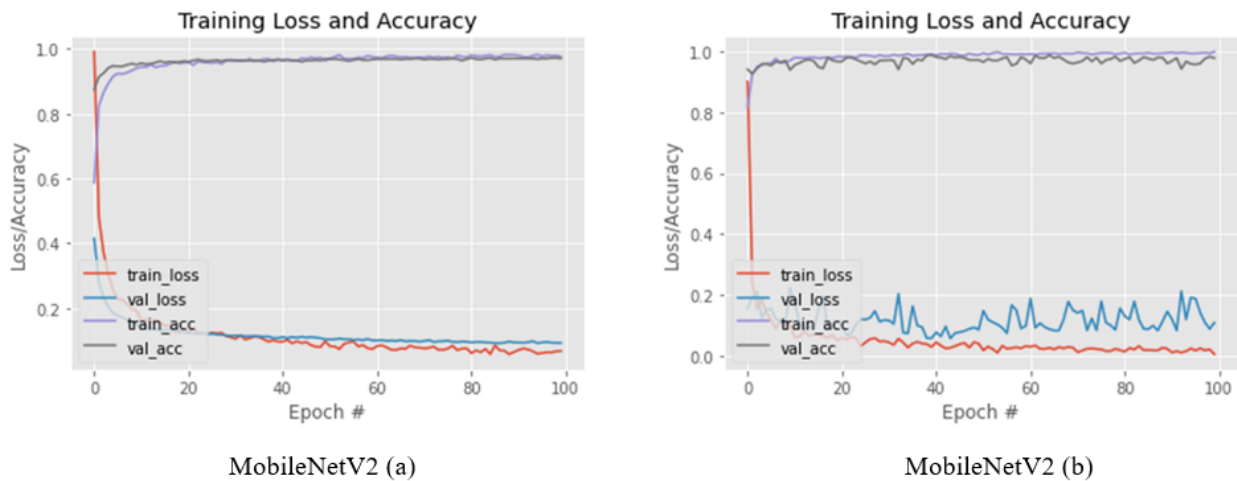 Training Loss and Accuracy
Loss/Accuracy
1.0
0.8
0.6
0.4
0.2
train_loss
val_loss
train_acc
val_acc
0 20 40 60 80 100
Epoch #
MobileNetV2 (a)
Training Loss and Accuracy
Loss/Accuracy
1.0
0.8
0.6
0.4
0.2
0.0
train_loss
val_loss
train_acc
val_acc
0 20 40 60 80 100
Epoch #
MobileNetV2 (b)